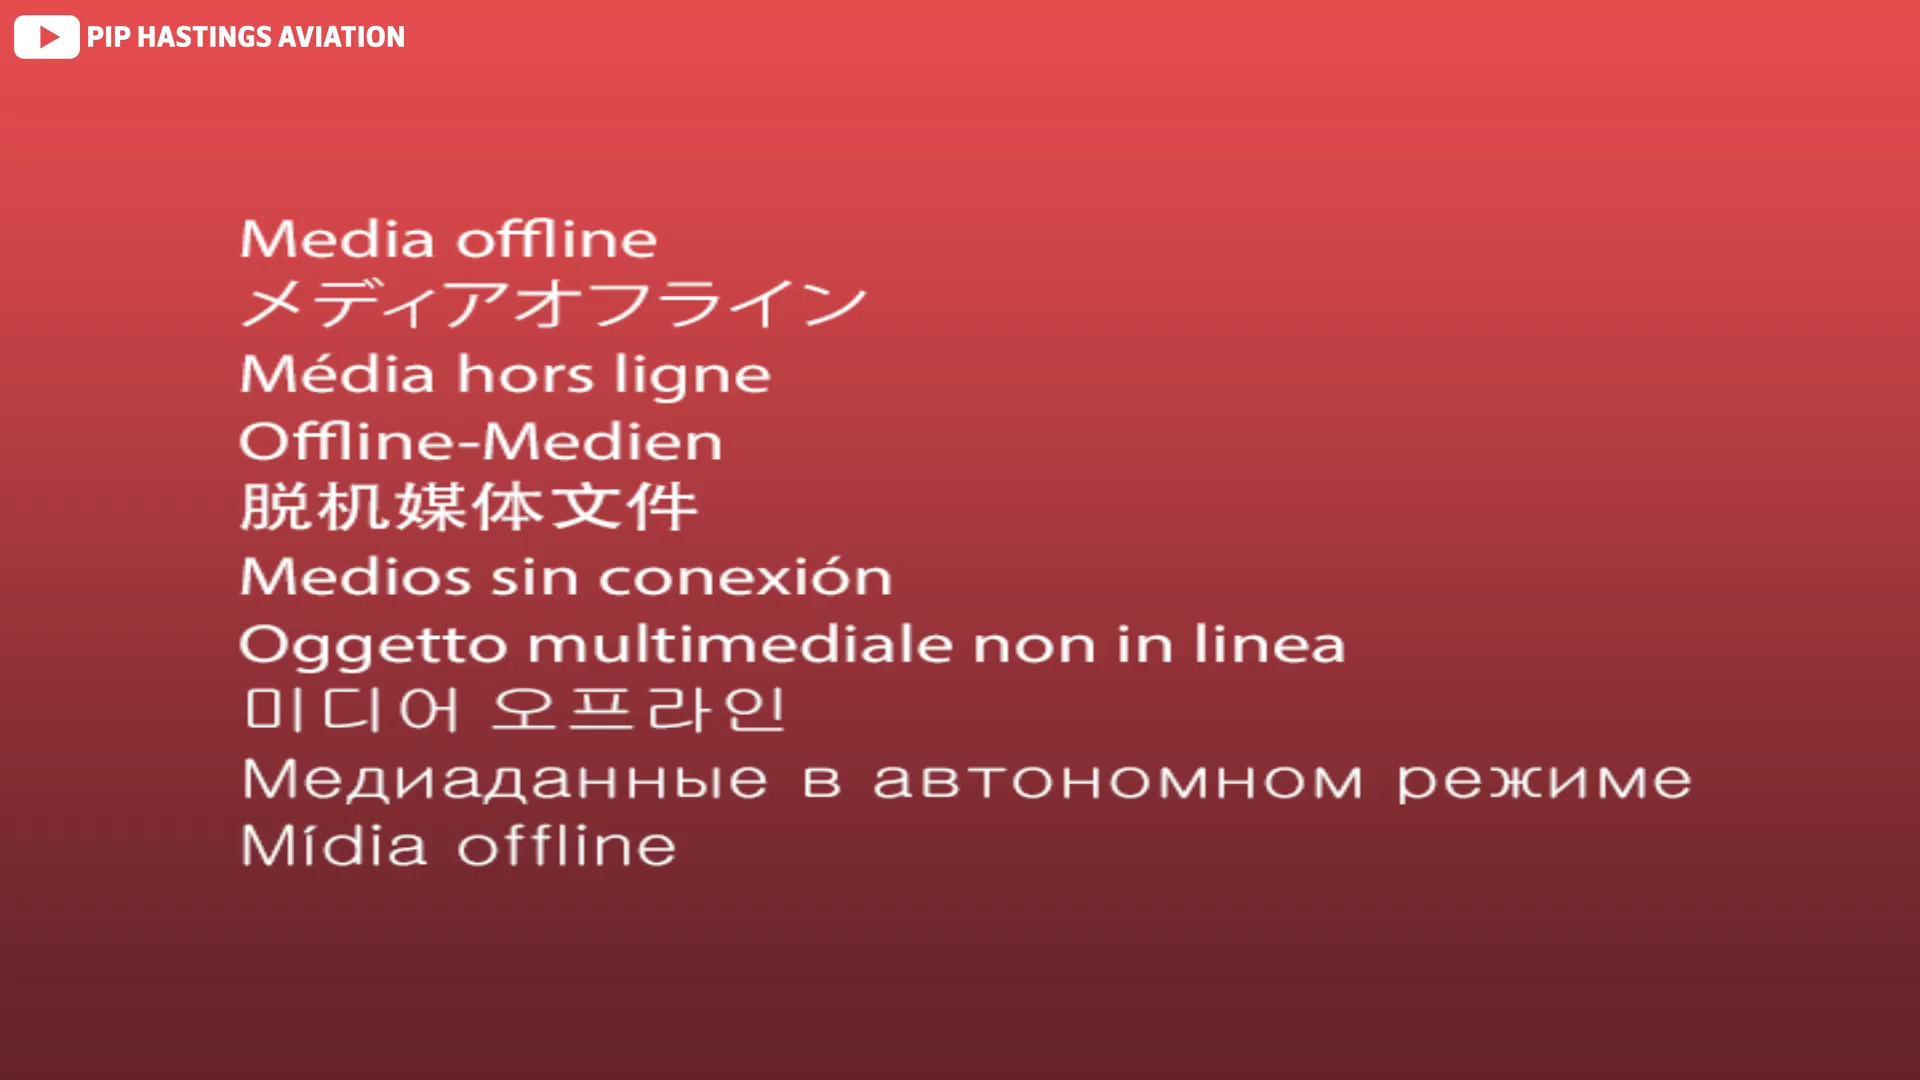 PIP HASTINGS AVIATION
Media offline
メディアオフライン
Média hors ligne
Offline-Medien
脱机媒体文件
Medios sin conexión
Oggetto multimediale non in linea
미디어 오프라인
Медиаданные в автономном режиме
Mídia offline